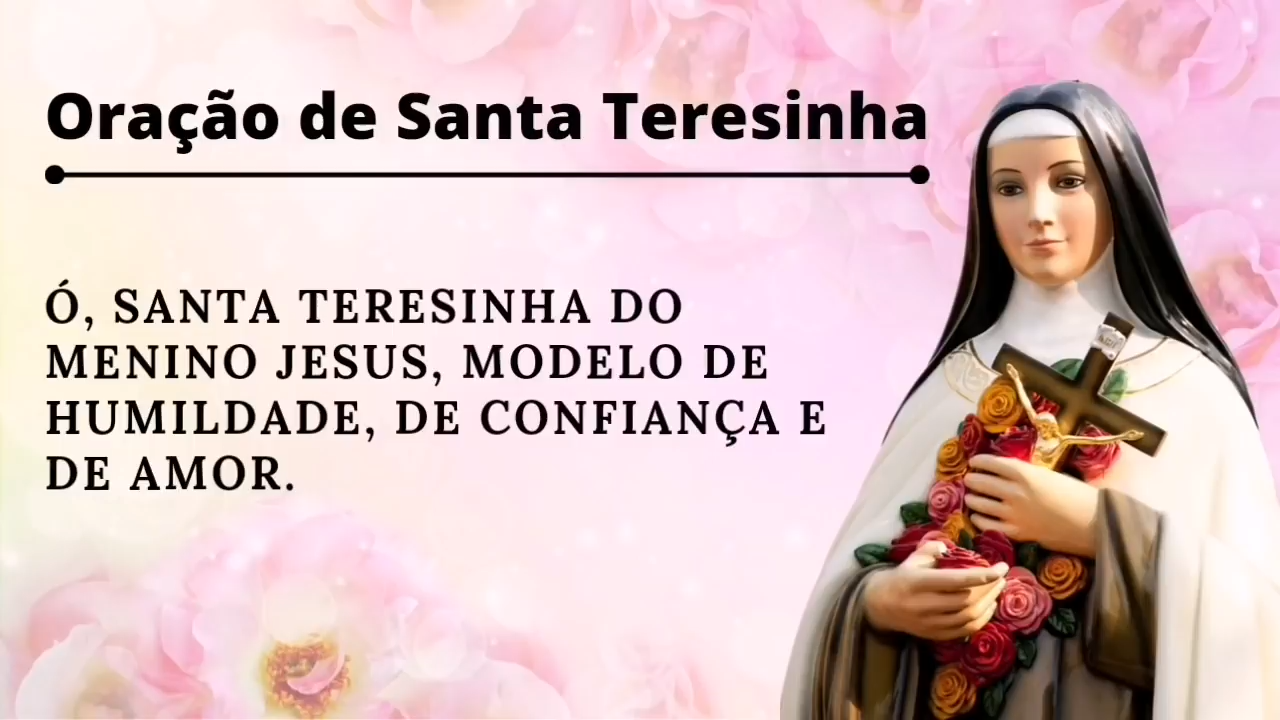 Oração de Santa Teresinha
Ó, SANTA TERESINHA DO
MENINO JESUS, MODELO DE
HUMILDADE, DE CONFIANÇA E
DE AMOR.